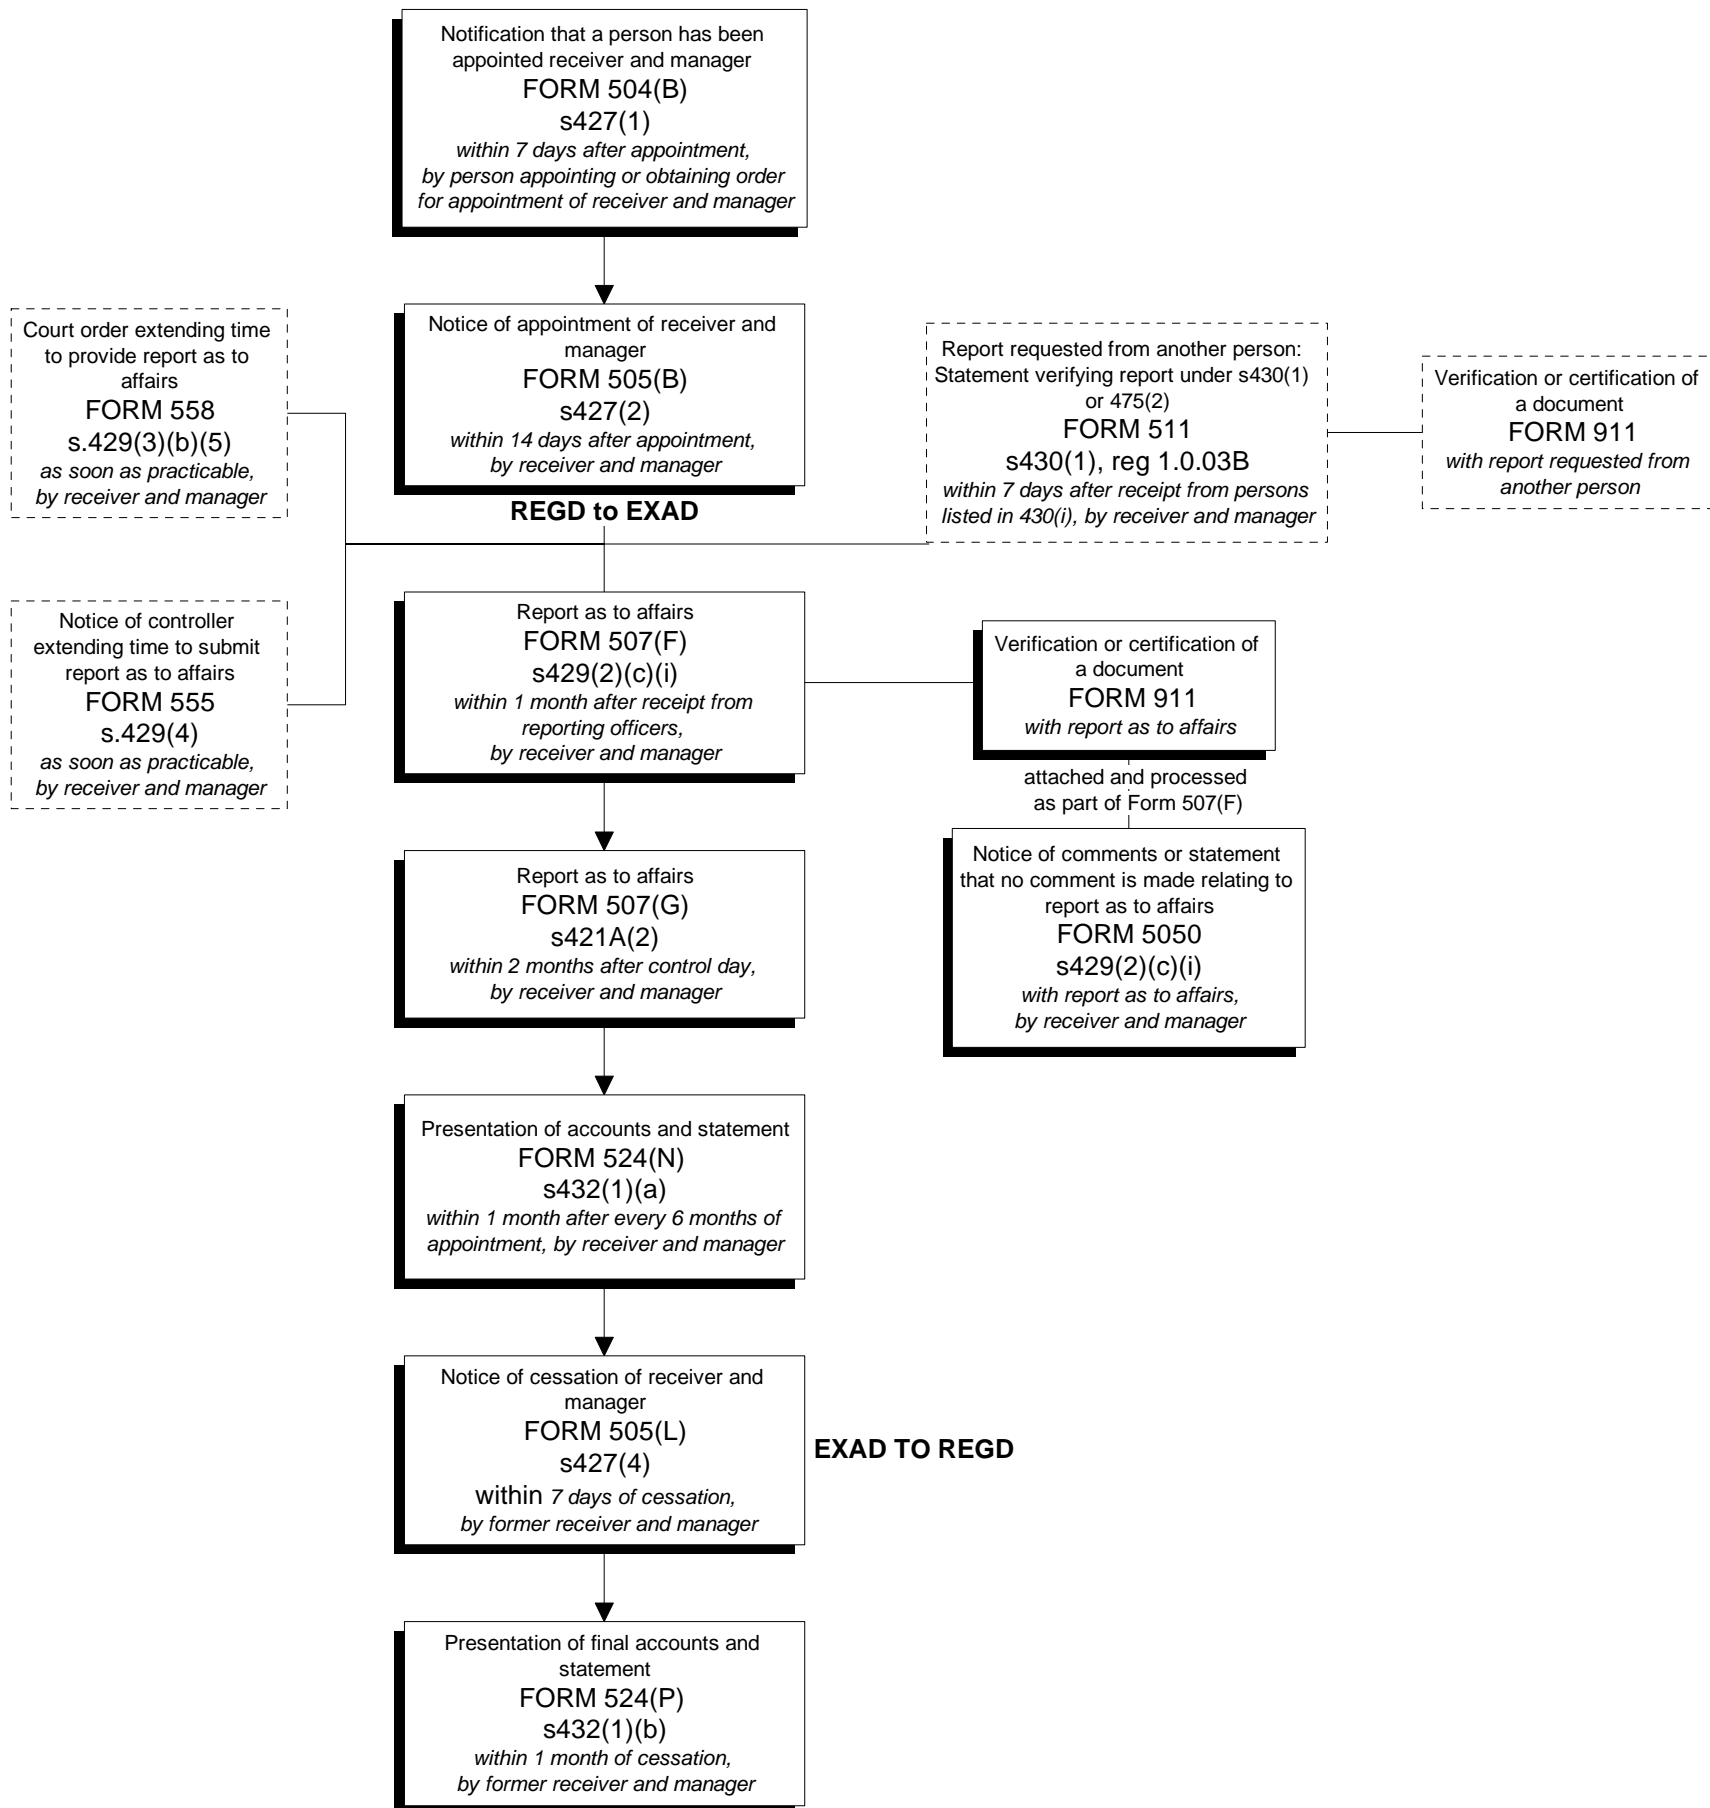 Notification that a person has been
appointed receiver and manager
FORM 504(B)
s427(1)
within 7 days after appointment,
by person appointing or obtaining order
for appointment of receiver and manager
Notice of appointment of receiver and
manager
FORM 505(B)
s427(2)
within 14 days after appointment,
by receiver and manager
REGD to EXAD
Court order extending time
to provide report as to
affairs
FORM 558
s.429(3)(b)(5)
as soon as practicable,
by receiver and manager
Report requested from another person:
Statement verifying report under s430(1)
or 475(2)
FORM 511
s430(1), reg 1.0.03B
within 7 days after receipt from persons
listed in 430(i), by receiver and manager
Verification or certification of
a document
FORM 911
with report requested from
another person
Notice of controller
extending time to submit
report as to affairs
FORM 555
s.429(4)
as soon as practicable,
by receiver and manager
Report as to affairs
FORM 507(F)
s429(2)(c)(i)
within 1 month after receipt from
reporting officers,
by receiver and manager
Verification or certification of
a document
FORM 911
with report as to affairs
attached and processed
as part of Form 507(F)
Notice of comments or statement
that no comment is made relating to
report as to affairs
FORM 5050
s429(2)(c)(i)
with report as to affairs,
by receiver and manager
Report as to affairs
FORM 507(G)
s421A(2)
within 2 months after control day,
by receiver and manager
Presentation of accounts and statement
FORM 524(N)
s432(1)(a)
within 1 month after every 6 months of
appointment, by receiver and manager
Notice of cessation of receiver and
manager
FORM 505(L)
s427(4)
within 7 days of cessation,
by former receiver and manager
EXAD TO REGD
Presentation of final accounts and
statement
FORM 524(P)
s432(1)(b)
within 1 month of cessation,
by former receiver and manager